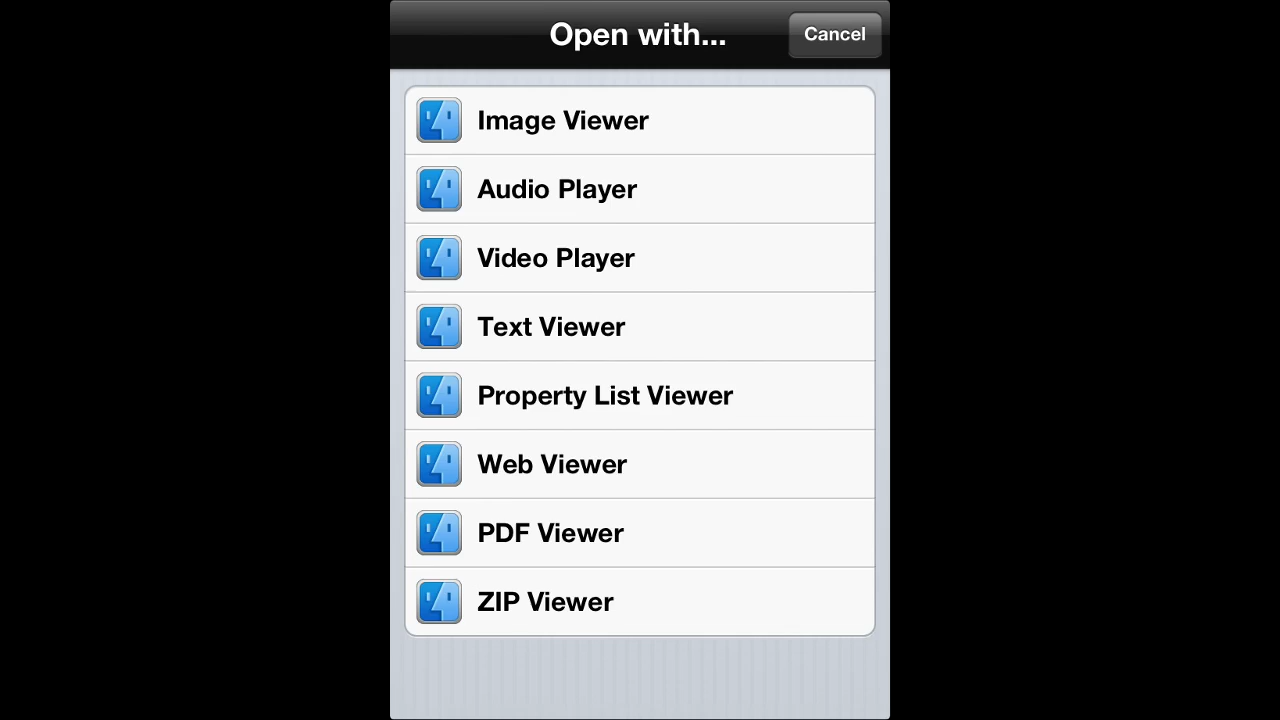 Open with...
Cancel
Image Viewer
Audio Player
Video Player
Text Viewer
Property List Viewer
Web Viewer
PDF Viewer
ZIP Viewer